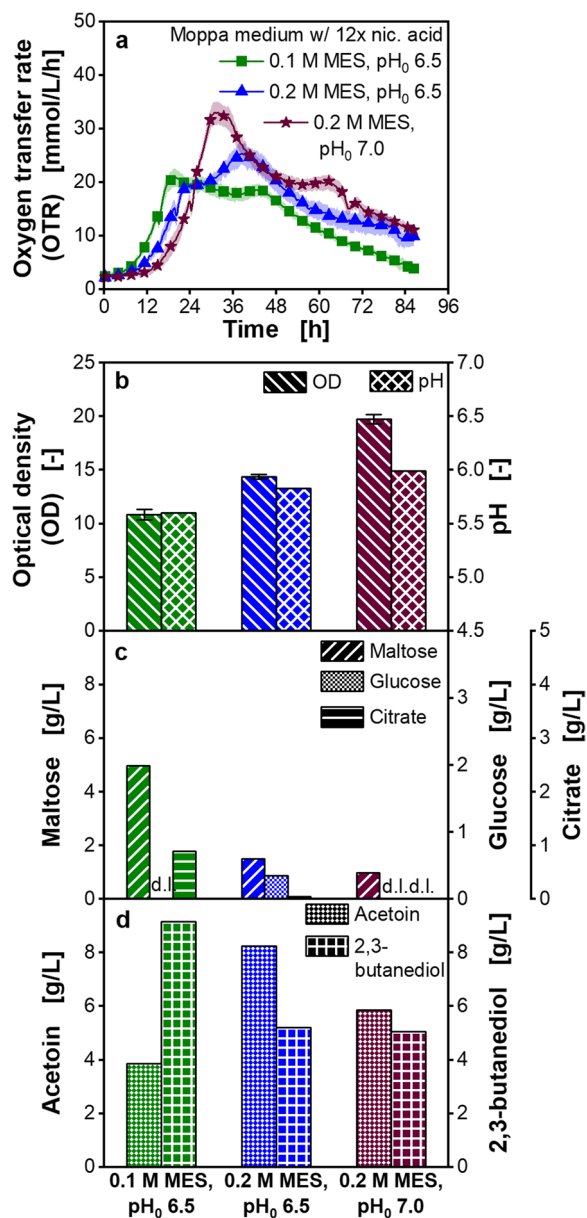 a
Moppa medium w/ 12x nic. acid
0.1 M MES, pH0 6.5
0.2 M MES, pH0 6.5
0.2 M MES,
pH0 7.0
Oxygen transfer rate
(OTR) [mmol/L/h]
50
40
30
20
10
0
0 12 24 36 48 60 72 84 96
Time [h]
b
OD
pH
Optical density
(OD) [-]
25
20
15
10
5
0
pH [-]
7.0
6.5
6.0
5.5
5.0
4.5
c
Maltose
Glucose
Citrate
Maltose [g/L]
8
6
4
2
0
Glucose [g/L]
3
2
1
0
Citrate [g/L]
5
4
3
2
1
0
d.l.
d.l.d.l.
d
Acetoin
2,3-
butanediol
Acetoin [g/L]
8
6
4
2
0
2,3-butanediol [g/L]
8
6
4
2
0
0.1 M MES,
pH0 6.5
0.2 M MES,
pH0 6.5
0.2 M MES,
pH0 7.0